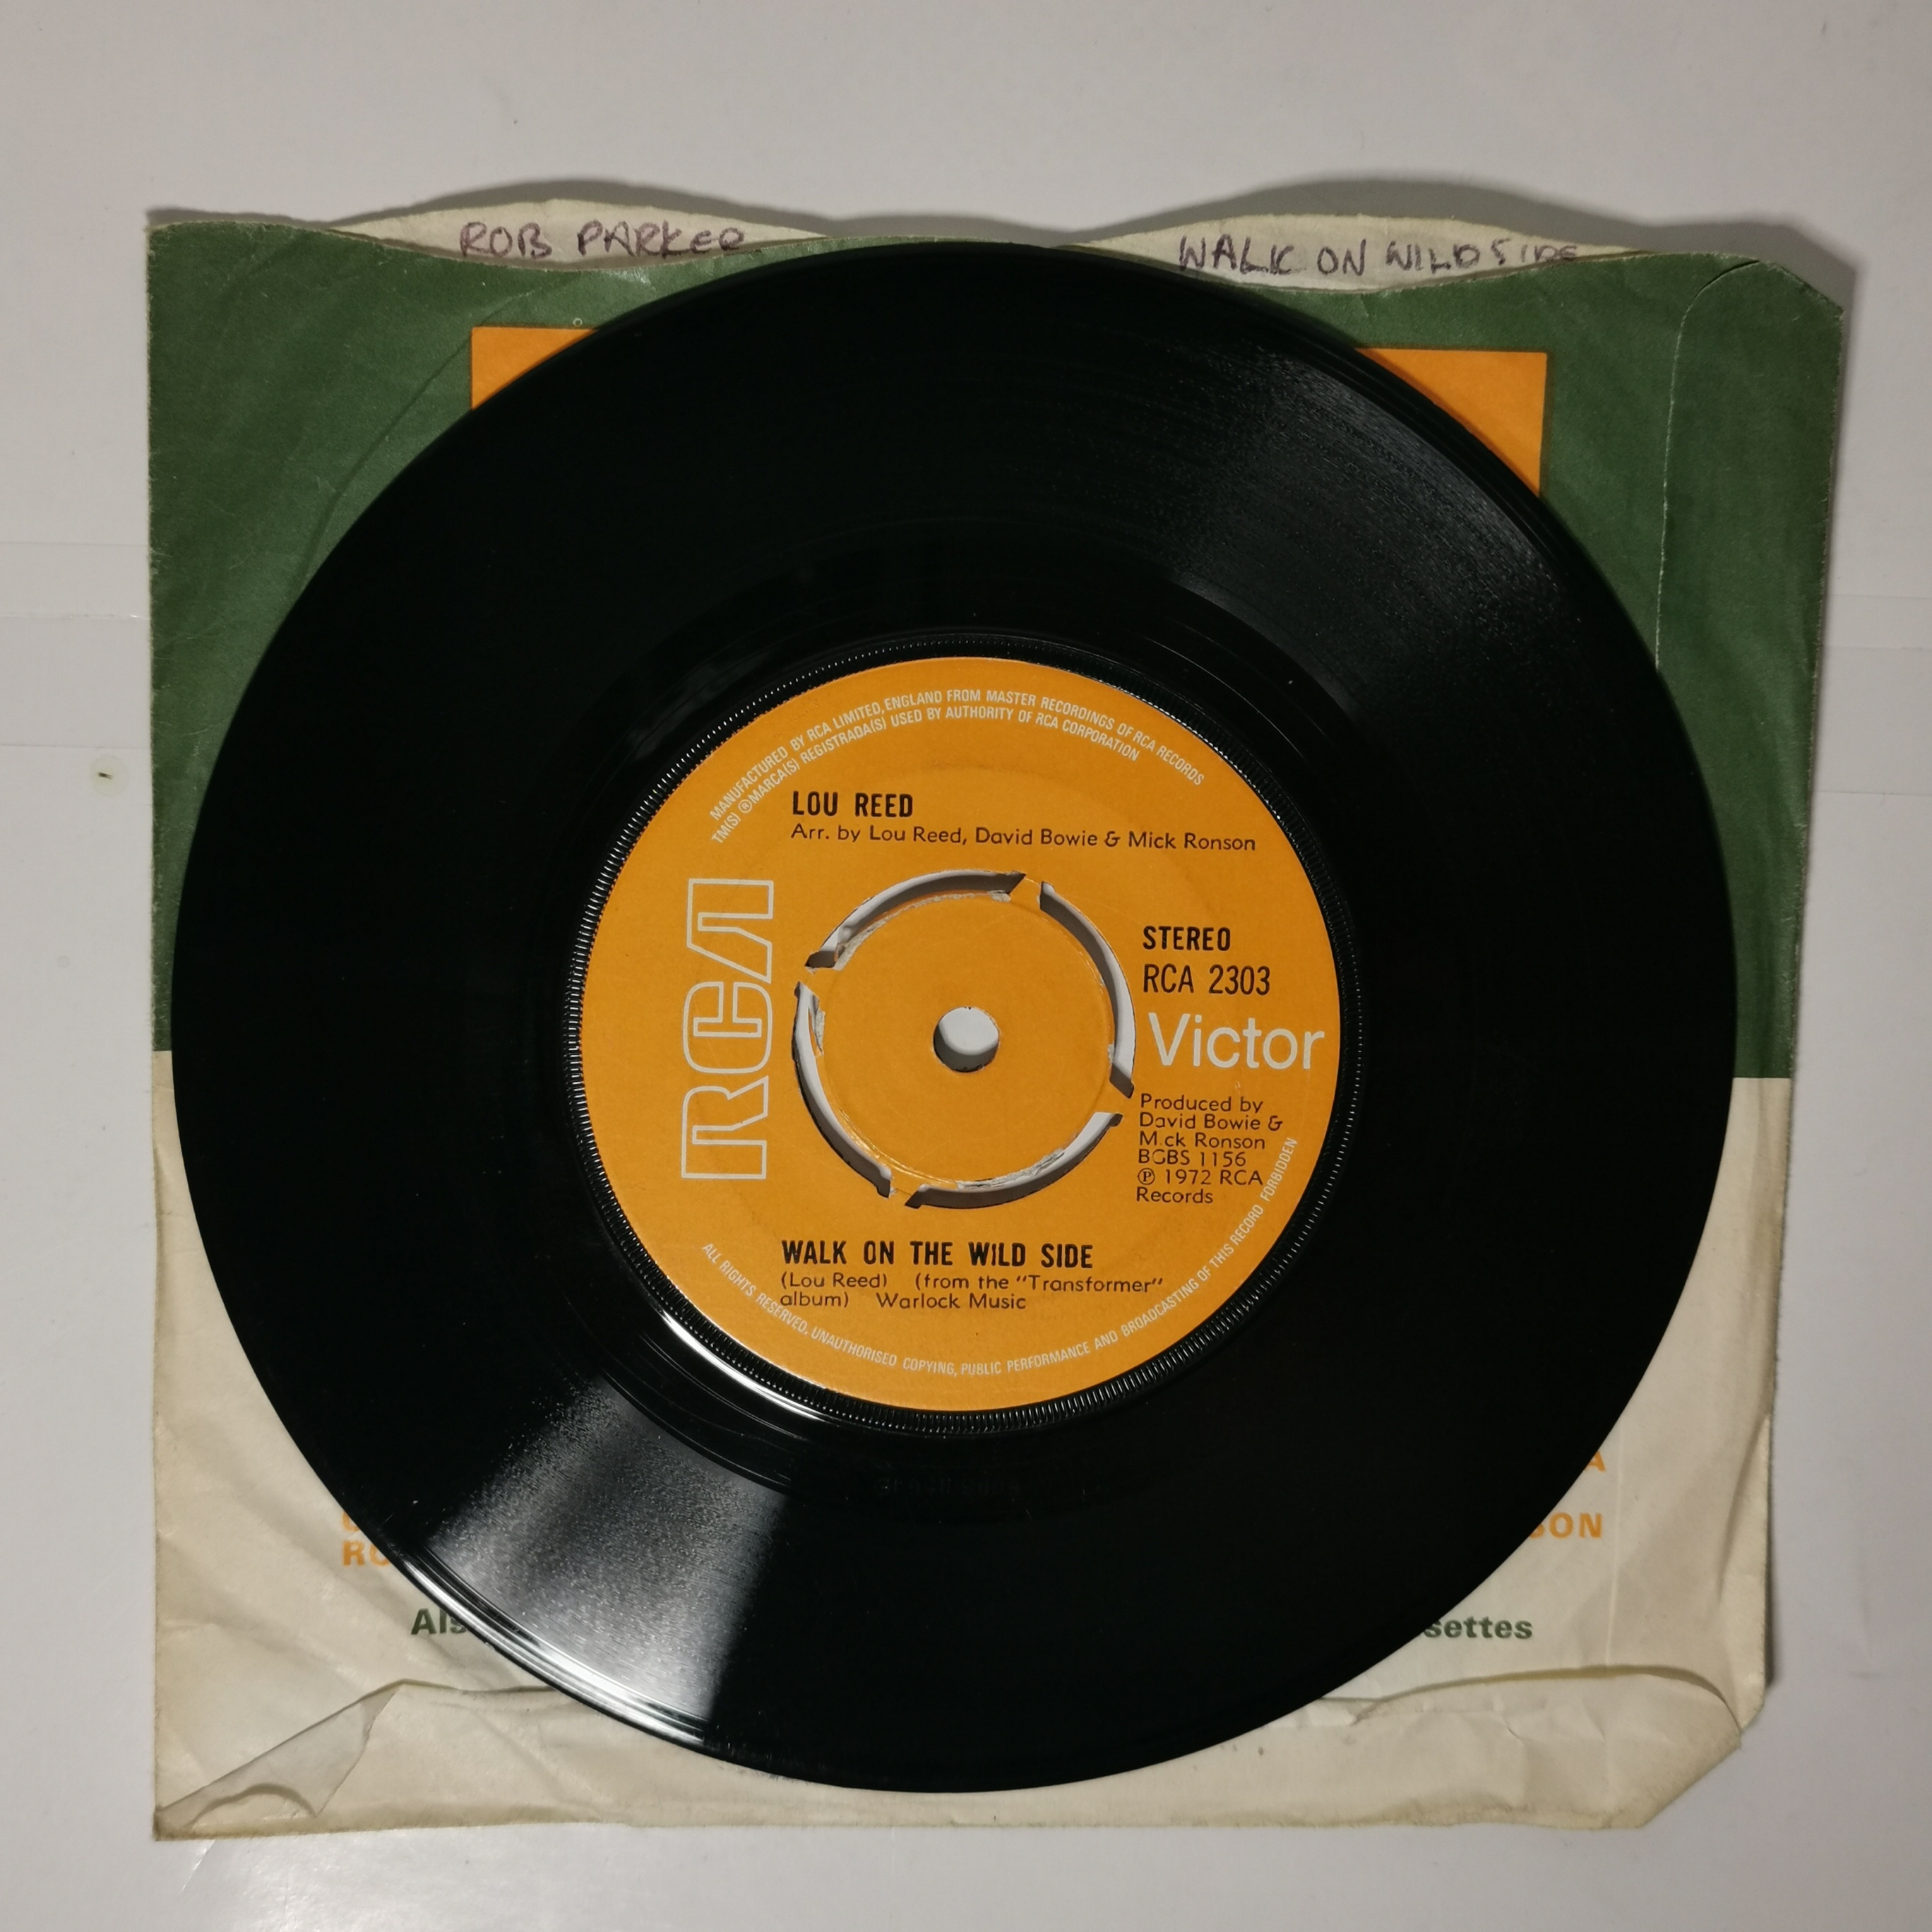 ROB PARKER
WALK ON WILD SIDE
MANUFACTURED BY RCA LIMITED, ENGLAND FROM MASTER RECORDINGS OF RCA RECORDS
TM(S) ® MARCA(S) REGISTRADA(S) USED BY AUTHORITY OF RCA CORPORATION
LOU REED
Arr. by Lou Reed, David Bowie & Mick Ronson
RCA
STEREO
RCA 2303
Victor
Produced by
David Bowie &
Mick Ronson
BGBS 1156
℗ 1972 RCA
Records
WALK ON THE WILD SIDE
(Lou Reed) (from the "Transformer"
album) Warlock Music
ALL RIGHTS RESERVED, UNAUTHORISED COPYING, PUBLIC PERFORMANCE AND BROADCASTING OF THIS RECORD FORBIDDEN